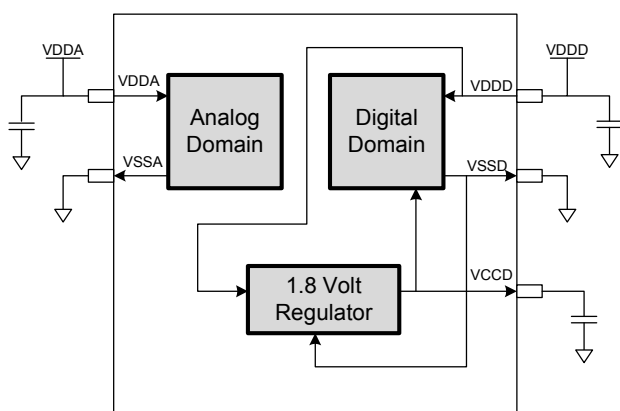 VDDA
VDDD
VDDA
VDDD
Analog
Domain
Digital
Domain
VSSA
VSSD
1.8 Volt
Regulator
VCCD